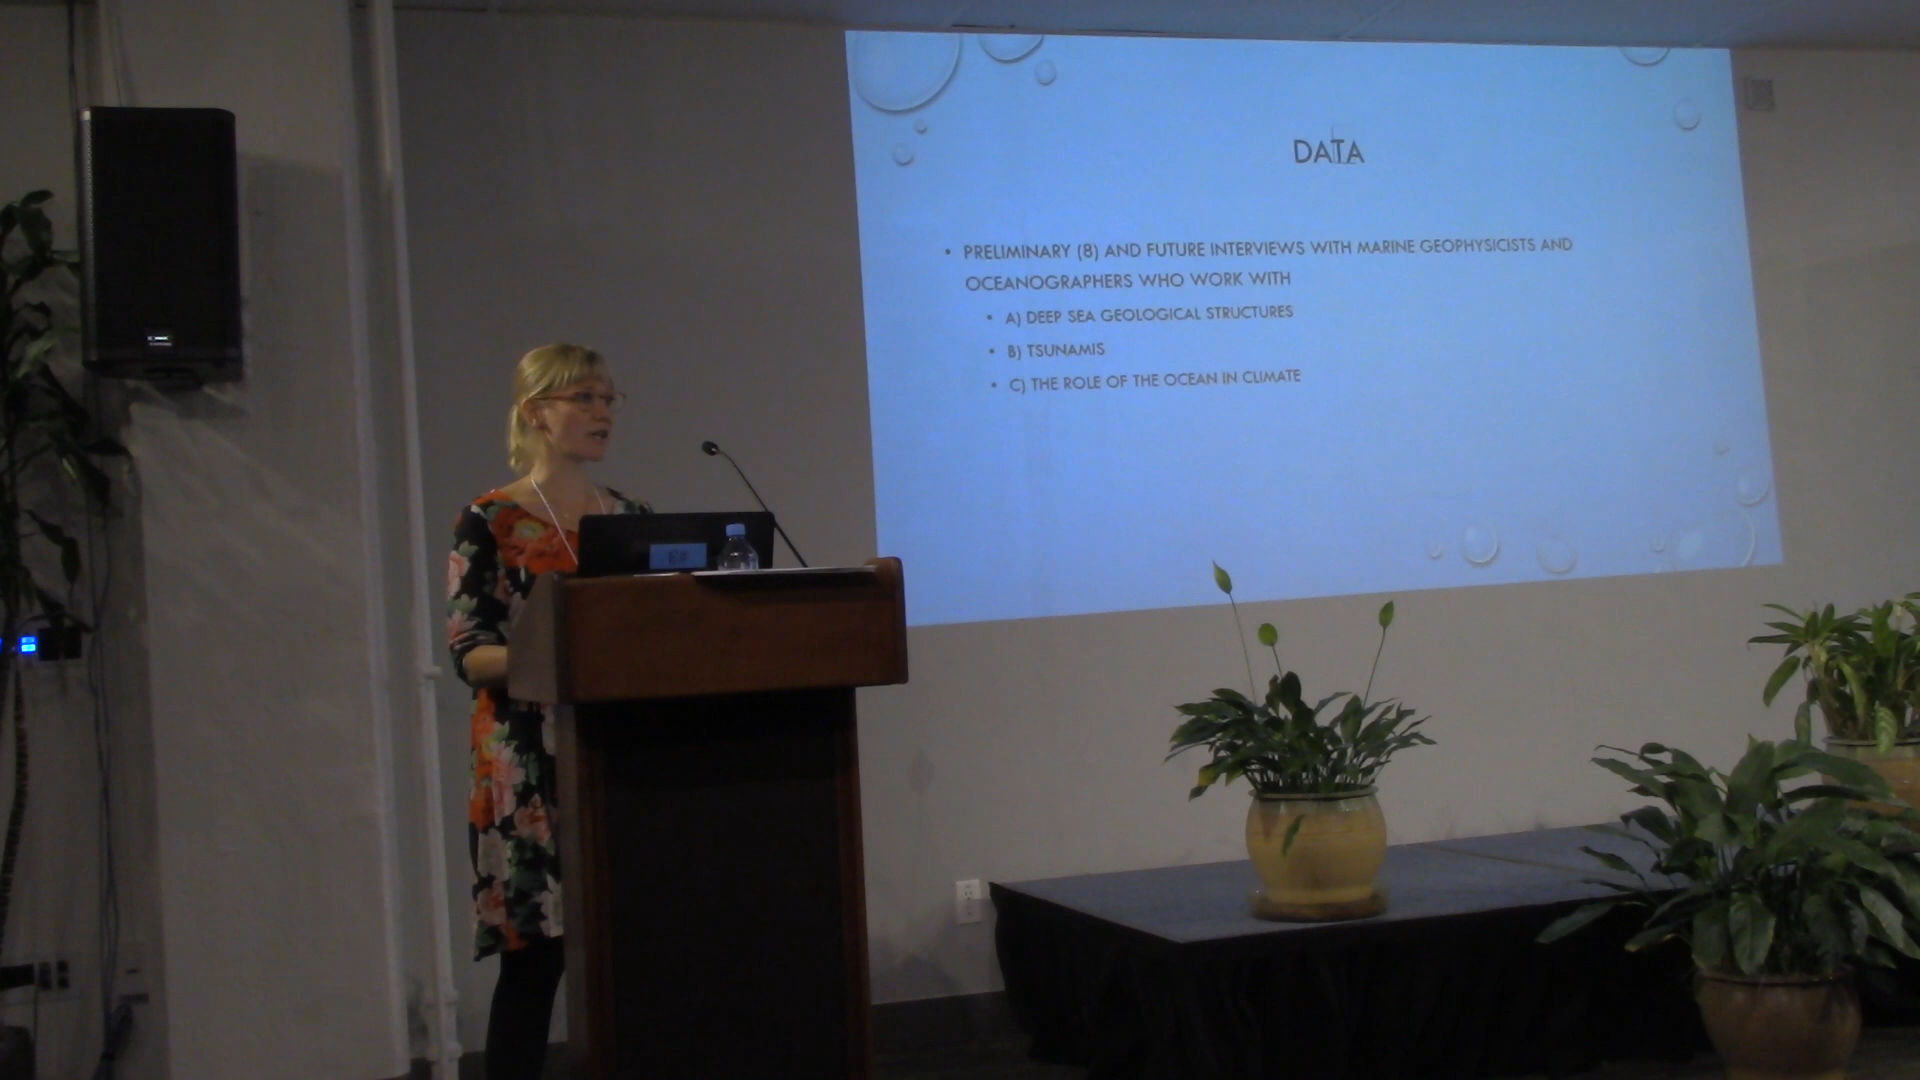 DATA
• PRELIMINARY (8) AND FUTURE INTERVIEWS WITH MARINE GEOPHYSICISTS AND
OCEANOGRAPHERS WHO WORK WITH
• A) DEEP SEA GEOLOGICAL STRUCTURES
• B) TSUNAMIS
• C) THE ROLE OF THE OCEAN IN CLIMATE